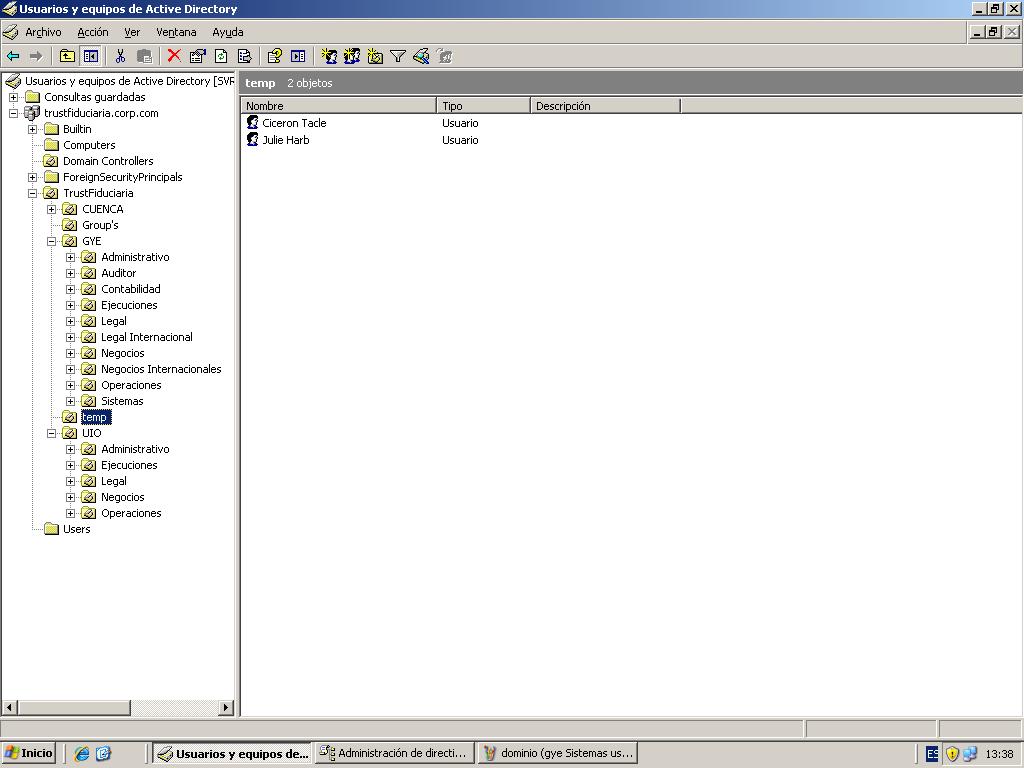 Usuarios y equipos de Active Directory
Archivo Acción Ver Ventana Ayuda
Usuarios y equipos de Active Directory [SVR
Consultas guardadas
trustfiduciaria.corp.com
Builtin
Computers
Domain Controllers
ForeignSecurityPrincipals
TrustFiduciaria
CUENCA
Group's
GYE
Administrativo
Auditor
Contabilidad
Ejecuciones
Legal
Legal Internacional
Negocios
Negocios Internacionales
Operaciones
Sistemas
temp
UIO
Administrativo
Ejecuciones
Legal
Negocios
Operaciones
Users
temp 2 objetos
Nombre Tipo Descripción
Ciceron Tacle Usuario
Julie Harb Usuario
Inicio Usuarios y equipos de... Administración de directi... dominio (gye Sistemas us... ES 13:38